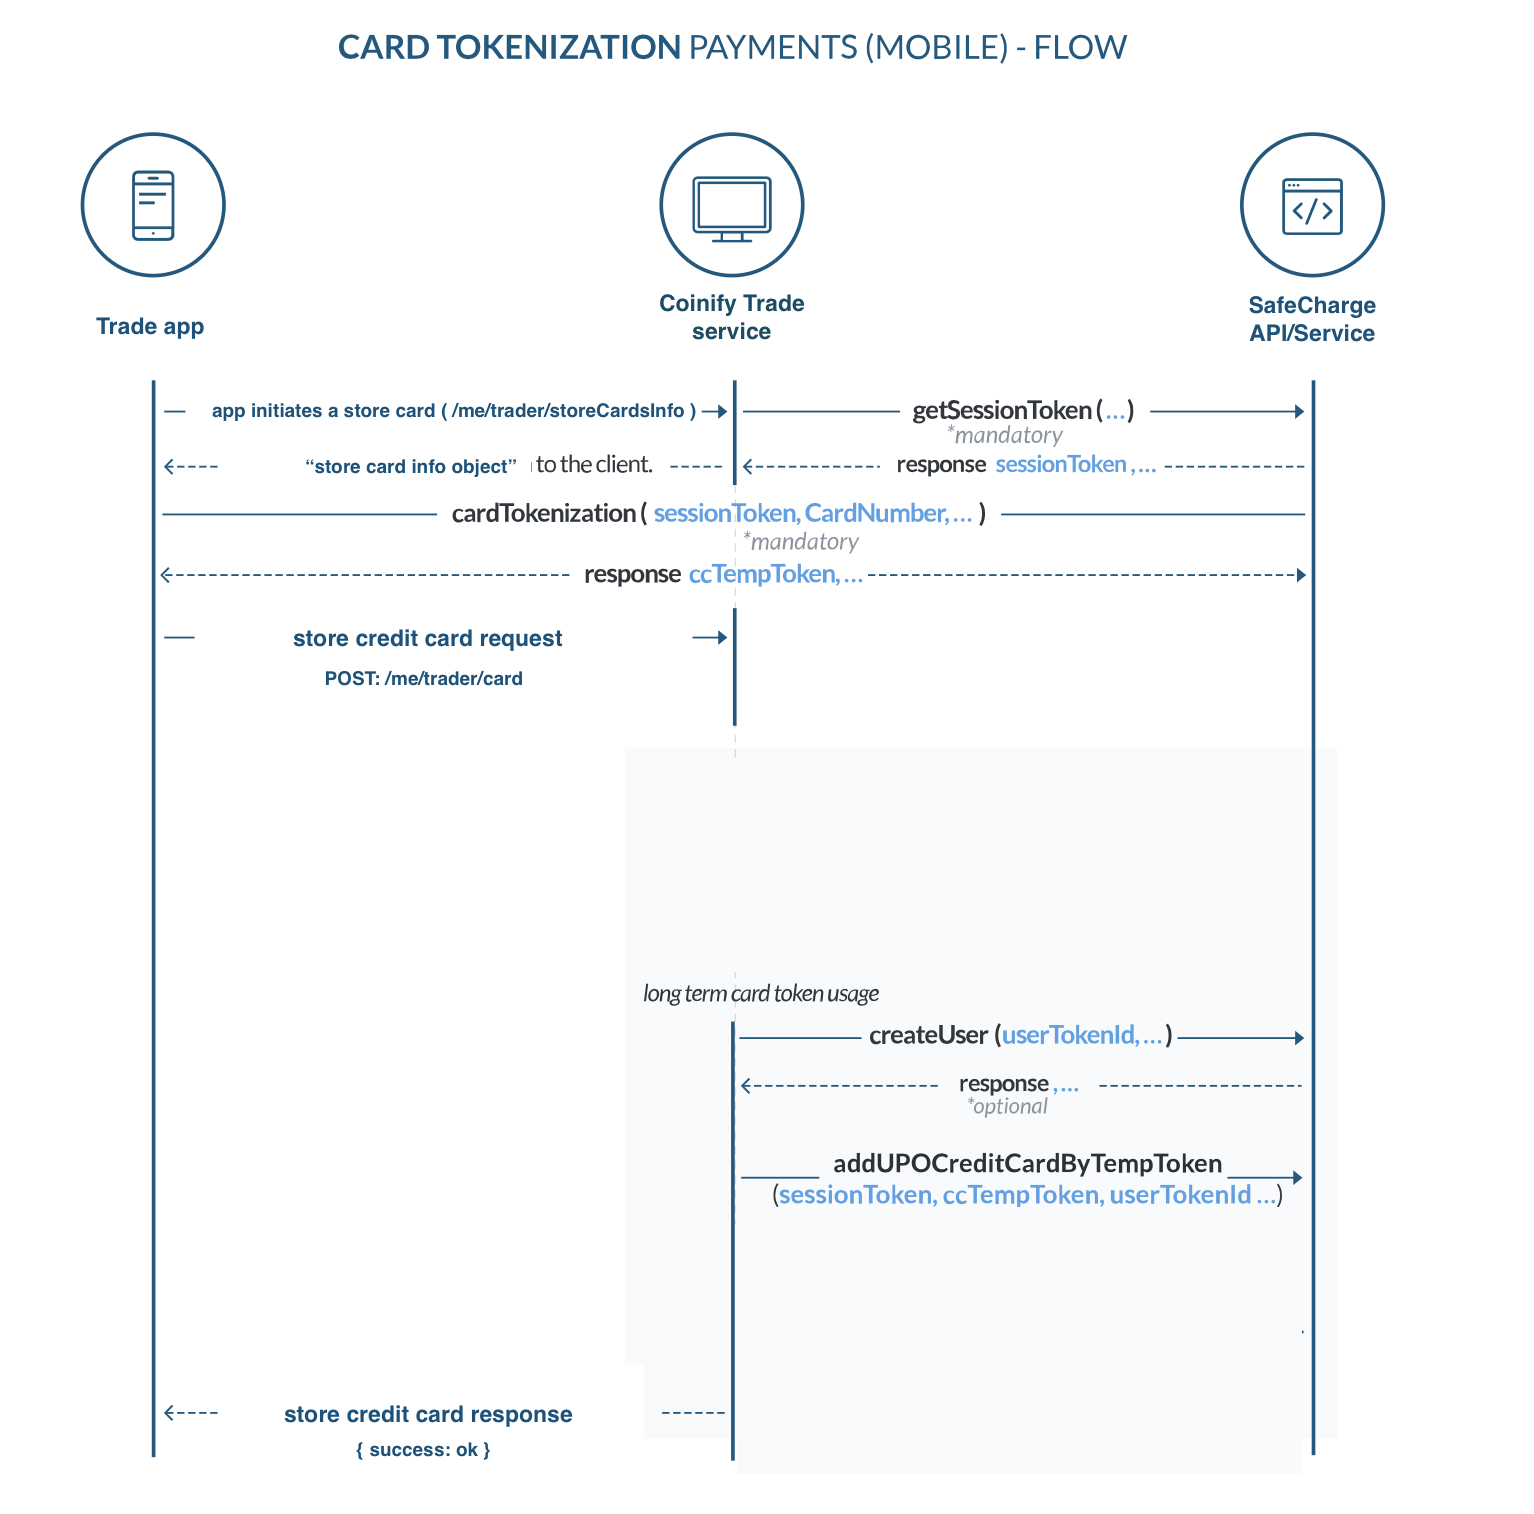 CARD TOKENIZATION PAYMENTS (MOBILE) - FLOW
Trade app
Coinify Trade
service
SafeCharge
API/Service
app initiates a store card ( /me/trader/storeCardsInfo )
getSessionToken (...)
*mandatory
“store card info object” to the client.
response sessionToken ,...
cardTokenization ( sessionToken, CardNumber, ... )
*mandatory
response ccTempToken, ...
store credit card request
POST: /me/trader/card
long term card token usage
createUser (userTokenId, ...)
response , ...
*optional
addUPOCreditCardByTempToken
(sessionToken, ccTempToken, userTokenId ...)
store credit card response
{ success: ok }